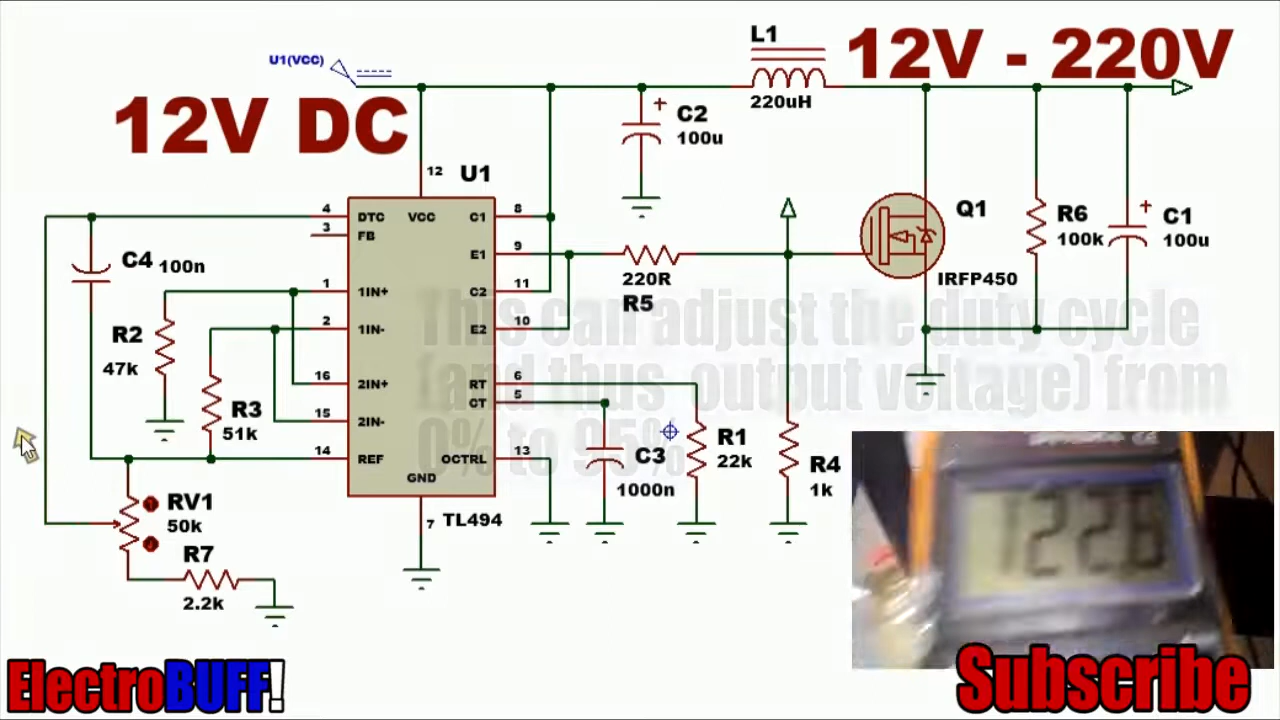 L1
12V - 220V
U1(VCC)
220uH
12V DC
C2
100u
12
U1
4
DTC
VCC
C1
8
3
FB
C4
100n
E1
9
Q1
R6
100k
C1
100u
220R
R5
IRFP450
1
1IN+
C2
11
This can adjust the duty cycle
2
1IN-
E2
10
R2
47k
(and thus output voltage) from
16
2IN+
RT
6
CT
5
R3
51k
15
2IN-
0% to 95%
14
REF
OCTRL
13
C3
1000n
R1
22k
R4
1k
GND
7
TL494
RV1
50k
R7
2.2k
122.8
ElectroBUFF!
Subscribe